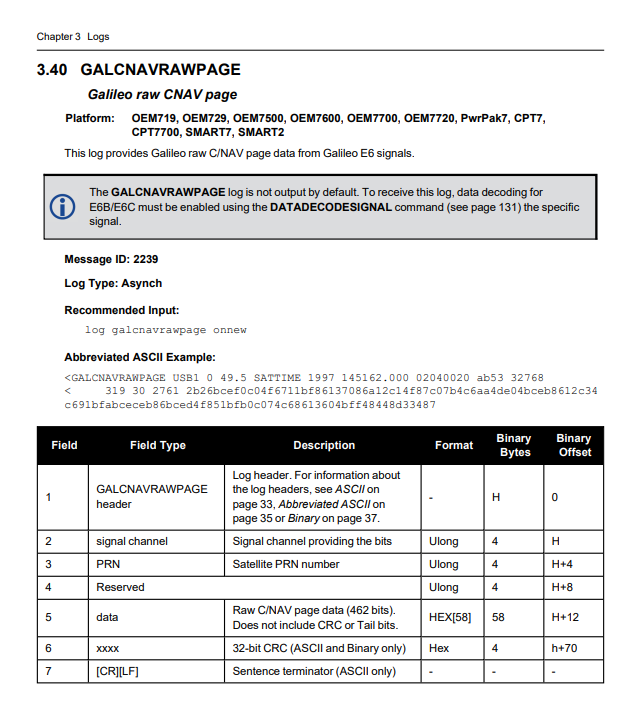 Chapter 3 Logs
3.40 GALCNAVRAWPAGE
Galileo raw CNAV page
Platform: OEM719, OEM729, OEM7500, OEM7600, OEM7700, OEM7720, PwrPak7, CPT7,
CPT7700, SMART7, SMART2
This log provides Galileo raw C/NAV page data from Galileo E6 signals.
The GALCNAVRAWPAGE log is not output by default. To receive this log, data decoding for
E6B/E6C must be enabled using the DATADECODESIGNAL command (see page 131) the specific
signal.
Message ID: 2239
Log Type: Asynch
Recommended Input:
log galcnavrawpage onnew
Abbreviated ASCII Example:
<GALCNAVRAWPAGE USB1 0 49.5 SATTIME 1997 145162.000 02040020 ab53 32768
< 319 30 2761 2b26bcef0c04f6711bf86137086a12c14f87c07b4c6aa4de04bceb8612c34
c691bfabceceb86bced4f851bfb0c074c68613604bff48448d33487
Field Field Type Description Format Binary Bytes Binary Offset
1 GALCNAVRAWPAGE header Log header. For information about the log headers, see ASCII on page 33, Abbreviated ASCII on page 35 or Binary on page 37. - H 0
2 signal channel Signal channel providing the bits Ulong 4 H
3 PRN Satellite PRN number Ulong 4 H+4
4 Reserved Ulong 4 H+8
5 data Raw C/NAV page data (462 bits). Does not include CRC or Tail bits. HEX[58] 58 H+12
6 xxxx 32-bit CRC (ASCII and Binary only) Hex 4 h+70
7 [CR][LF] Sentence terminator (ASCII only) - - -